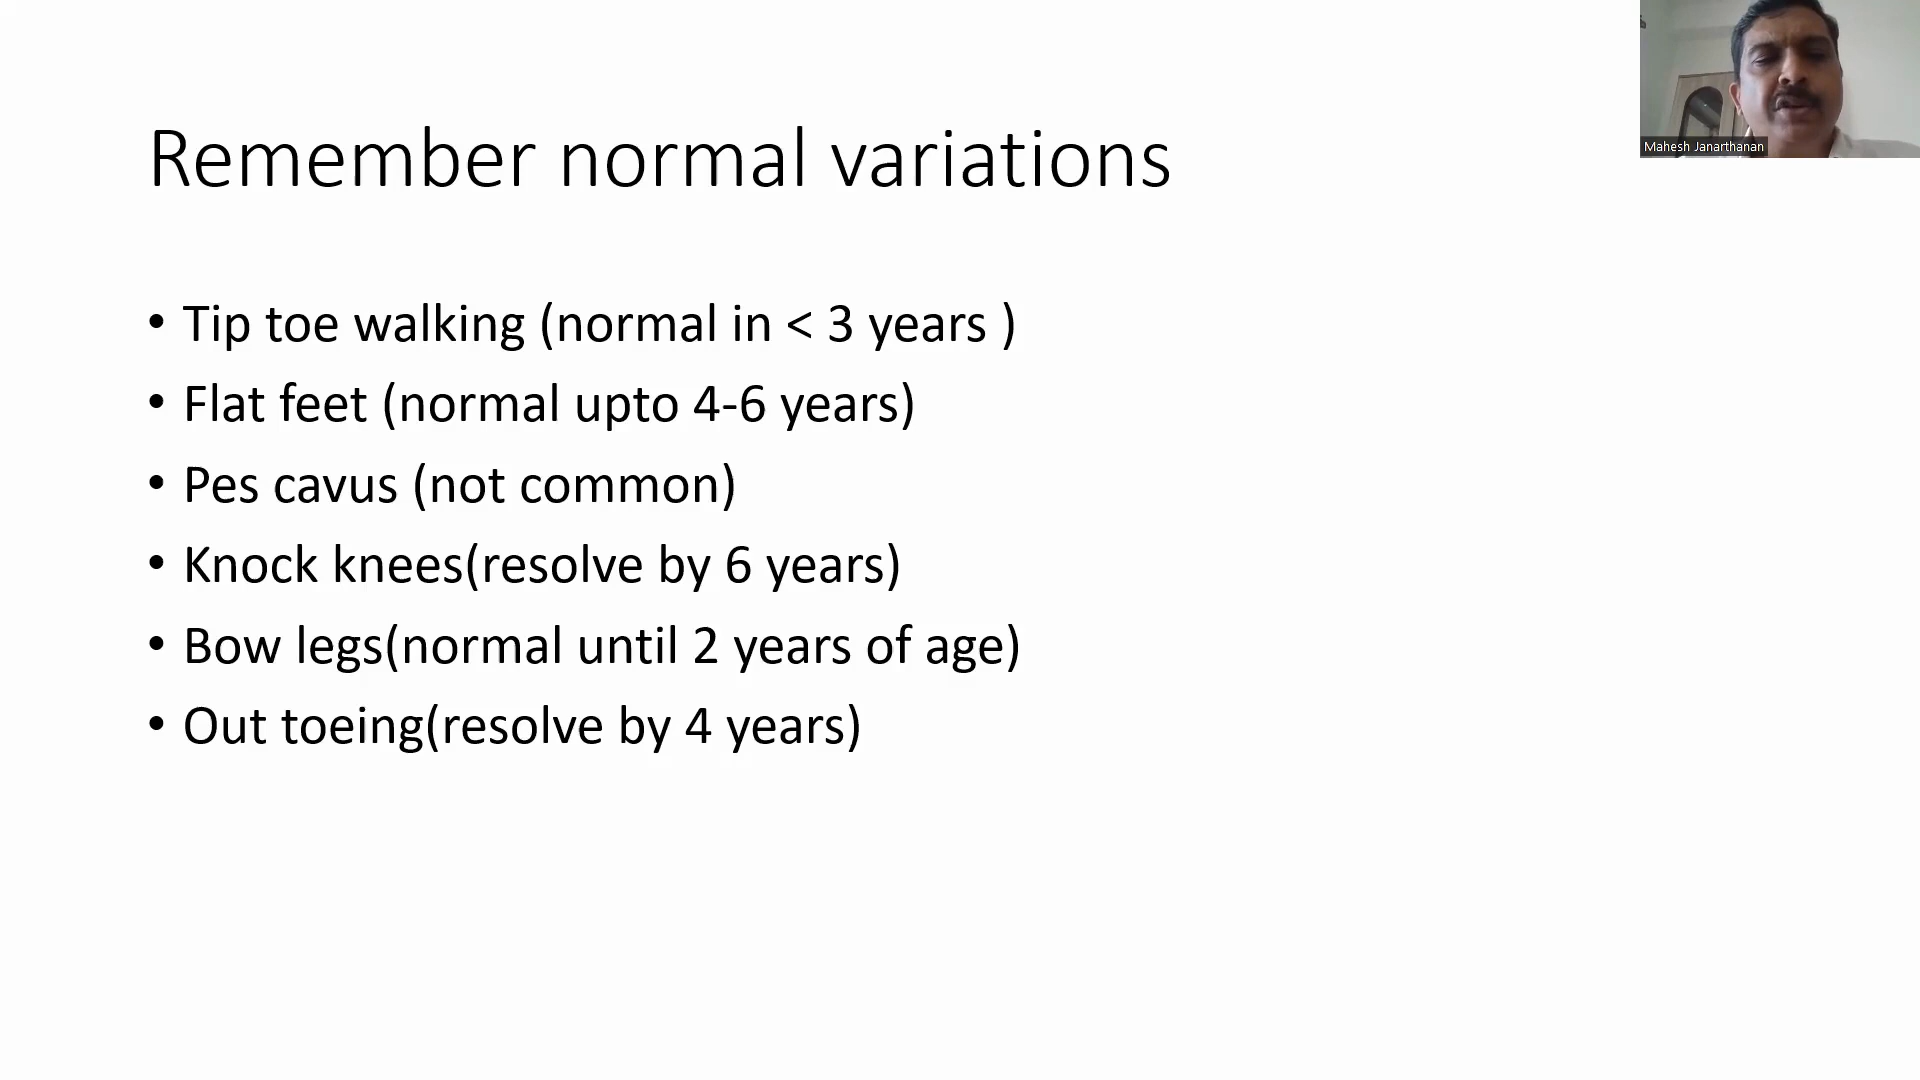 Remember normal variations
Mahesh Janarthanan
• Tip toe walking (normal in < 3 years )
• Flat feet (normal upto 4-6 years)
• Pes cavus (not common)
• Knock knees(resolve by 6 years)
• Bow legs(normal until 2 years of age)
• Out toeing(resolve by 4 years)